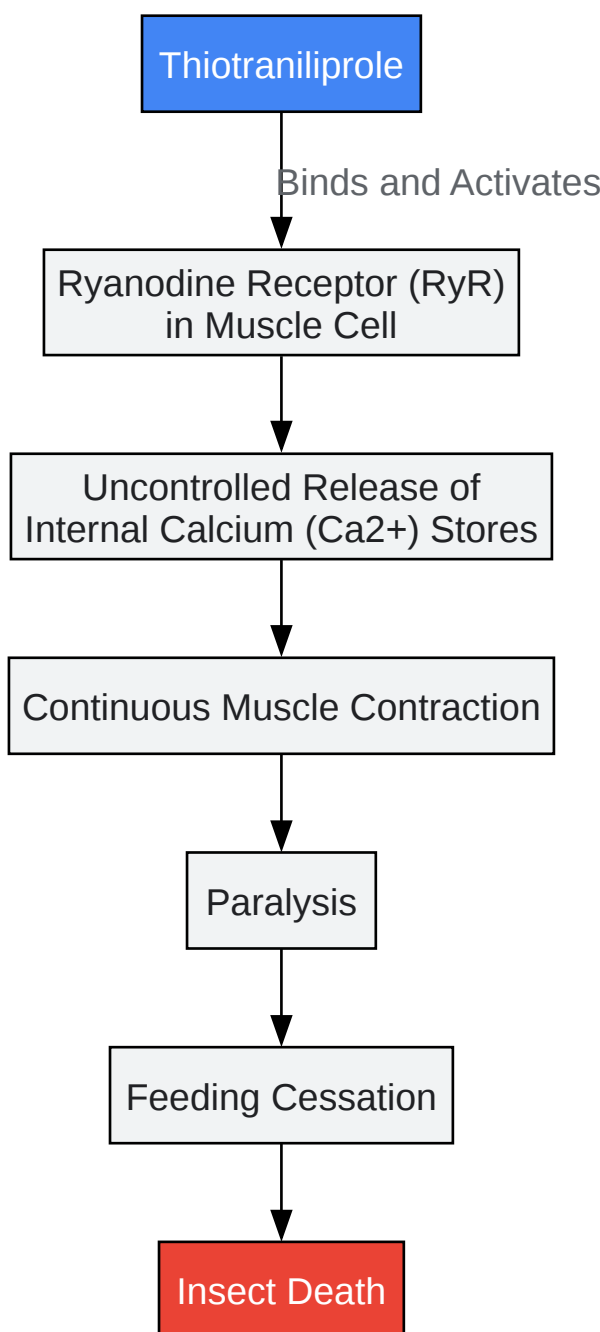 Thiotraniliprole
Binds and Activates
Ryanodine Receptor (RyR)
in Muscle Cell
Uncontrolled Release of
Internal Calcium (Ca2+) Stores
Continuous Muscle Contraction
Paralysis
Feeding Cessation
Insect Death